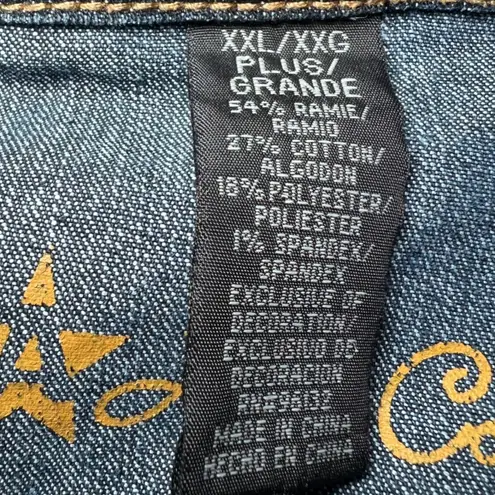 XXL/XXG
PLUS/
GRANDE
54% RAMIE/
RAMIO
27% COTTON/
ALGODON
18% POLYESTER/
POLIESTER
1% SPANDEX/
SPANDEX
EXCLUSIVE OF
DECORATION/
EXCLUSIVO DE
DECORACION
RN#96132
MADE IN CHINA
HECHO EN CHINA